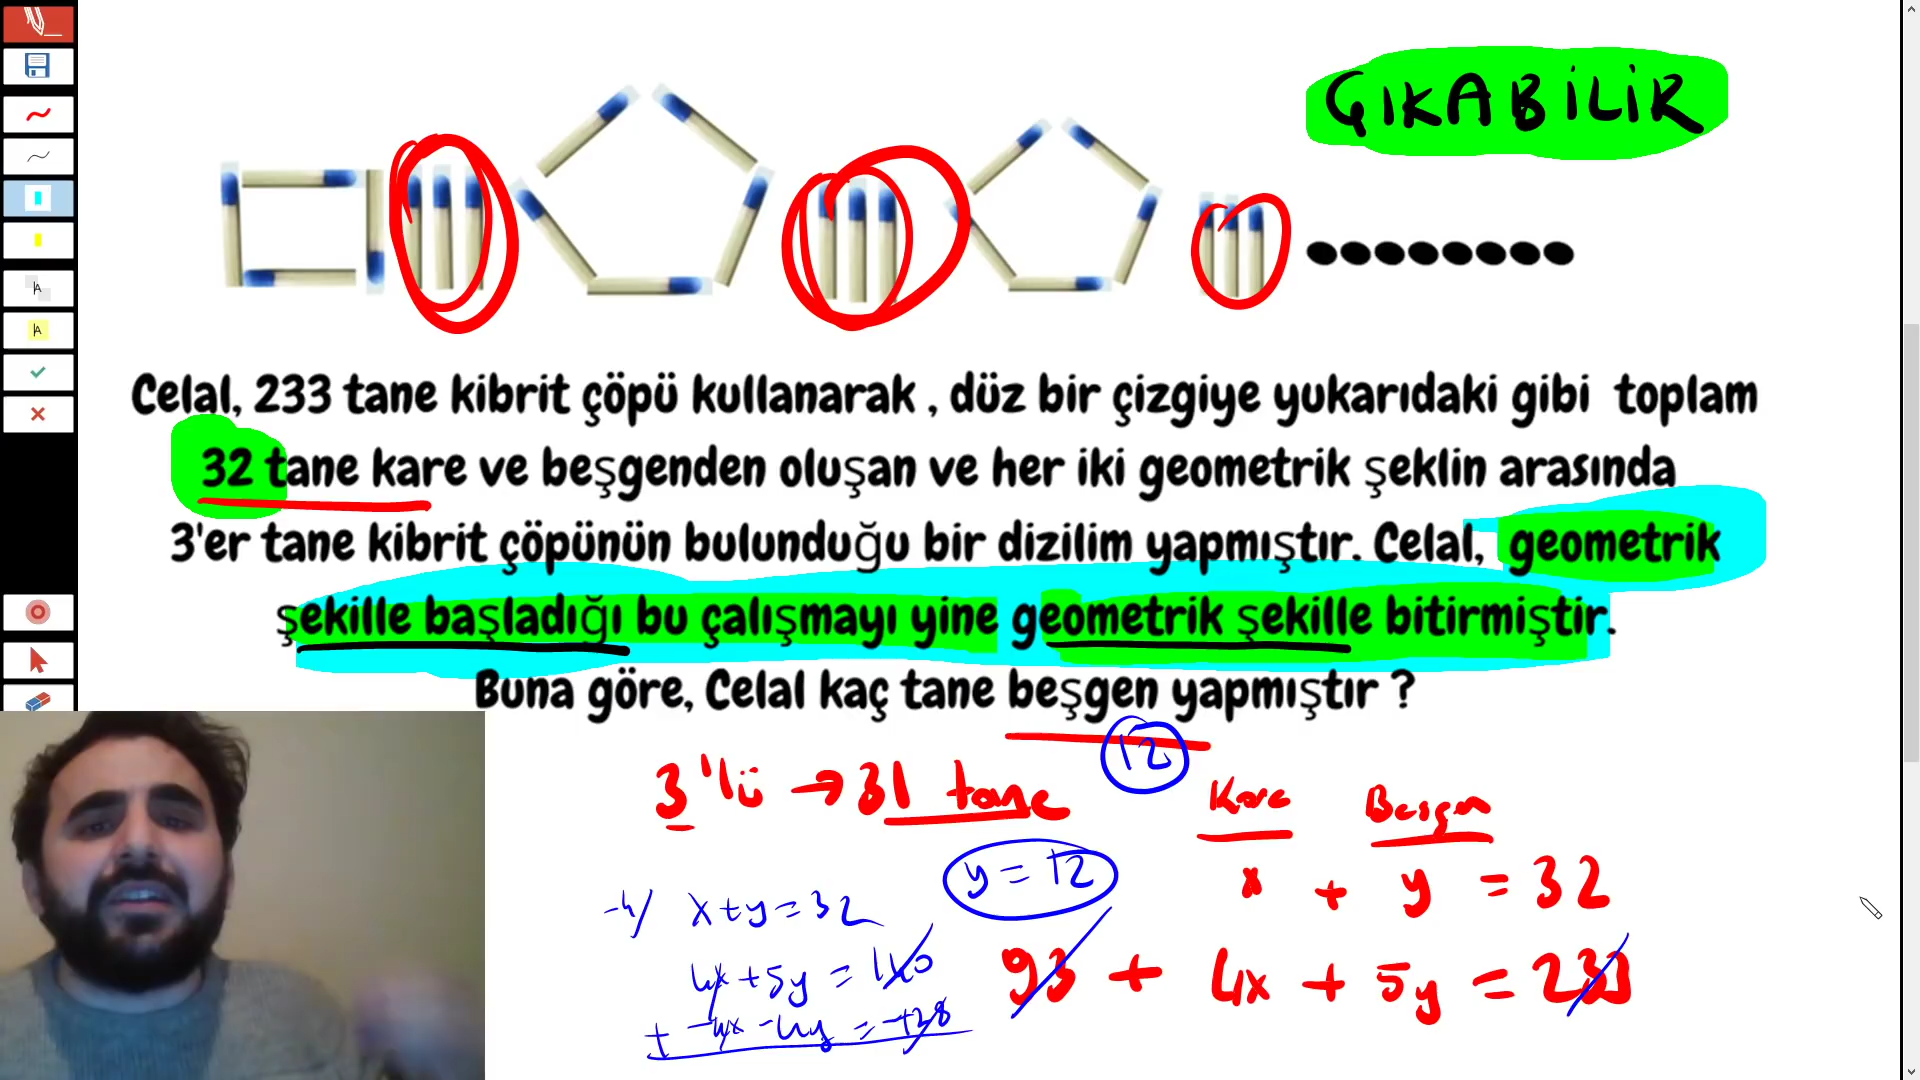 ÇIKABİLİR
Celal, 233 tane kibrit çöpü kullanarak , düz bir çizgiye yukarıdaki gibi toplam
32 tane kare ve beşgenden oluşan ve her iki geometrik şeklin arasında
3'er tane kibrit çöpünün bulunduğu bir dizilim yapmıştır. Celal, geometrik
şekille başladığı bu çalışmayı yine geometrik şekille bitirmiştir.
Buna göre, Celal kaç tane beşgen yapmıştır ?
12
3'lü → 31 tane
Kare Beşgen
y = 12
x + y = 32
-4/ x+y = 32
4x+5y = 140
93 + 4x + 5y = 233
+ -4x -4y = -128